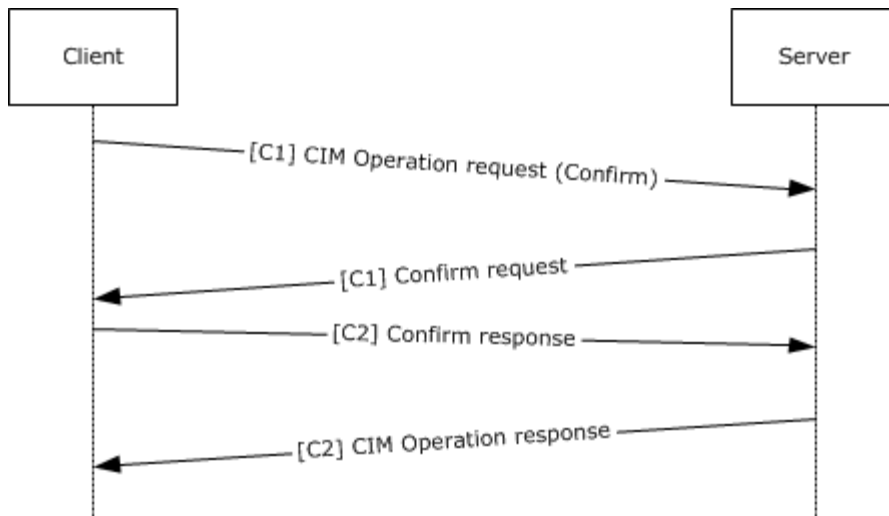 Client
Server
[C1] CIM Operation request (Confirm)
[C1] Confirm request
[C2] Confirm response
[C2] CIM Operation response